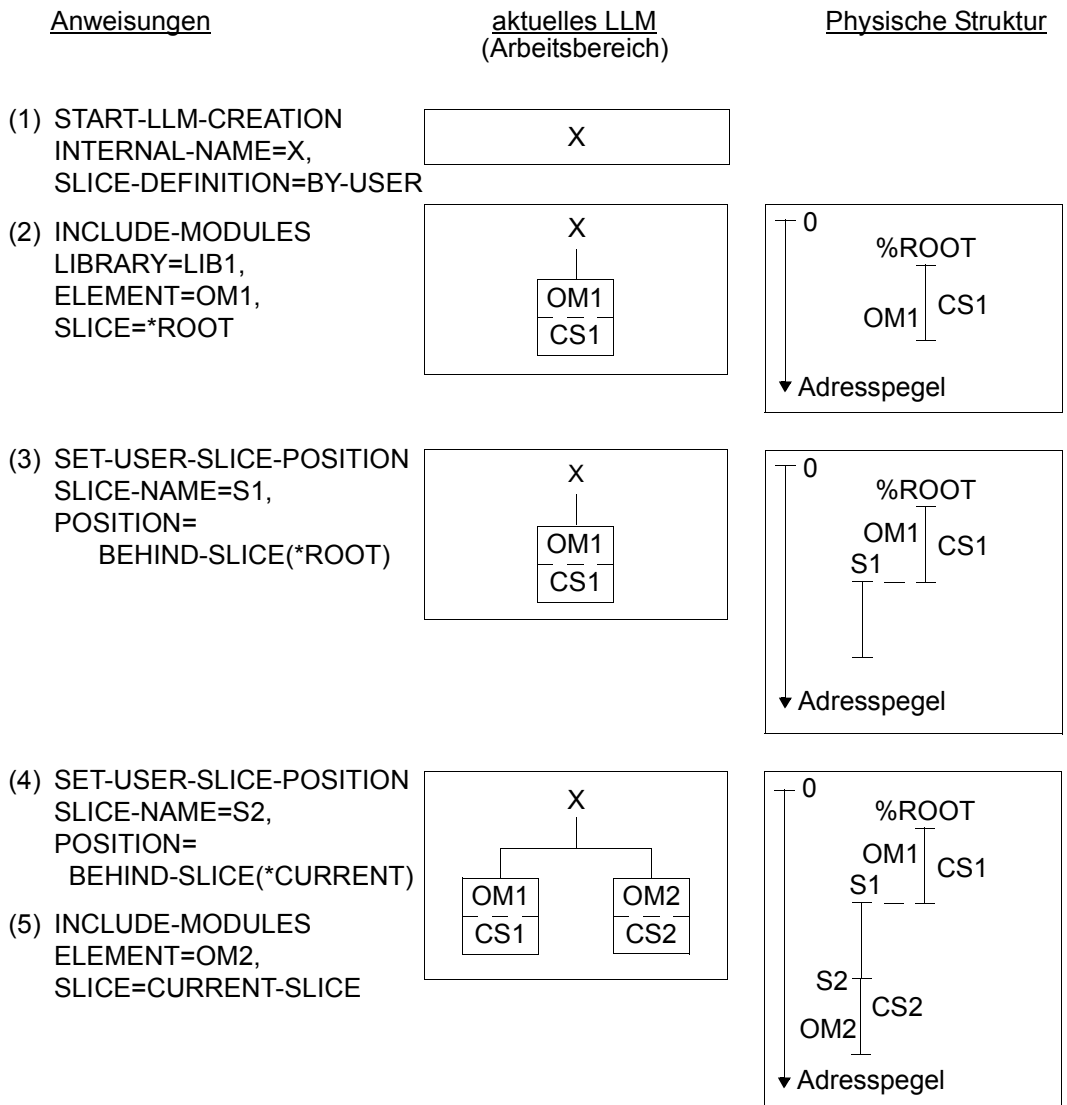 Anweisungen
aktuelles LLM
(Arbeitsbereich)
Physische Struktur
(1) START-LLM-CREATION
INTERNAL-NAME=X,
SLICE-DEFINITION=BY-USER
X
(2) INCLUDE-MODULES
LIBRARY=LIB1,
ELEMENT=OM1,
SLICE=*ROOT
X
OM1
CS1
0
%ROOT
OM1
CS1
Adresspegel
(3) SET-USER-SLICE-POSITION
SLICE-NAME=S1,
POSITION=
BEHIND-SLICE(*ROOT)
X
OM1
CS1
0
%ROOT
OM1
CS1
S1
Adresspegel
(4) SET-USER-SLICE-POSITION
SLICE-NAME=S2,
POSITION=
BEHIND-SLICE(*CURRENT)
(5) INCLUDE-MODULES
ELEMENT=OM2,
SLICE=CURRENT-SLICE
X
OM1
CS1
OM2
CS2
0
%ROOT
OM1
CS1
S1
S2
CS2
OM2
Adresspegel